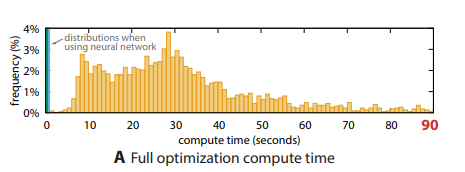 4%
3%
2%
1%
0%
frequency (%)
distributions when
using neural network
0 10 20 30 40 50 60 70 80 90
compute time (seconds)
A Full optimization compute time